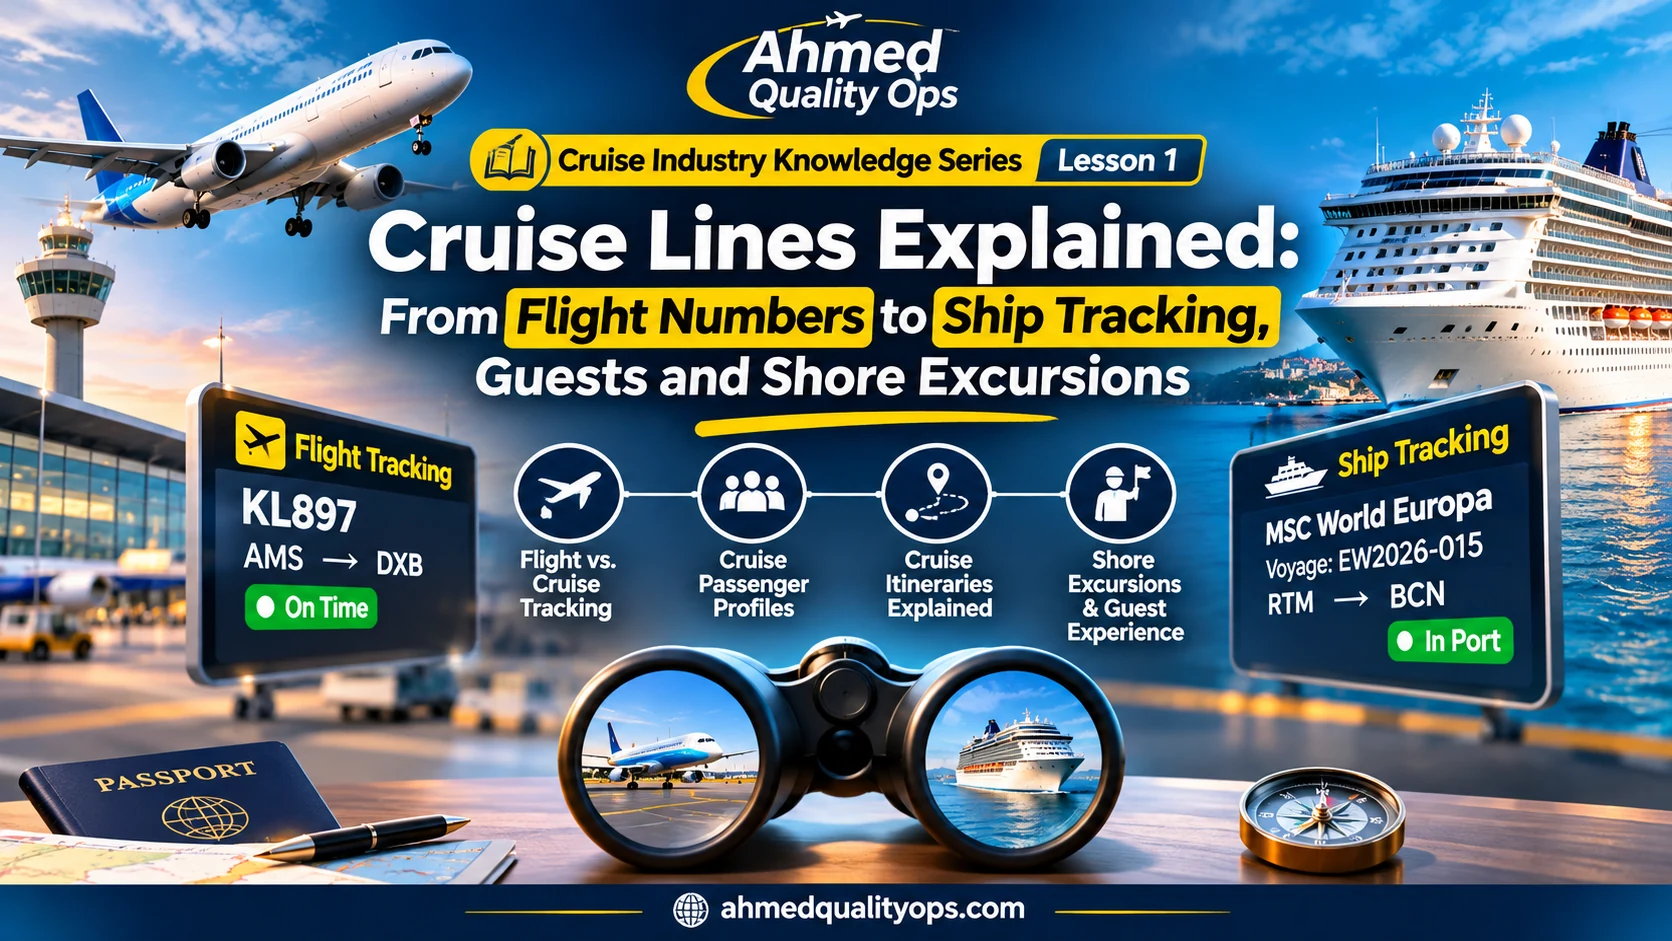 Ahmed
Quality Ops
Cruise Industry Knowledge Series
Lesson 1
Cruise Lines Explained:
From Flight Numbers to Ship Tracking,
Guests and Shore Excursions
Flight Tracking
KL897
AMS → DXB
On Time
Flight vs.
Cruise
Tracking
Cruise
Passenger
Profiles
Cruise
Itineraries
Explained
Shore
Excursions
& Guest
Experience
Ship Tracking
MSC World Europa
Voyage: EW2026-015
RTM → BCN
In Port
PASSPORT
ahmedqualityops.com